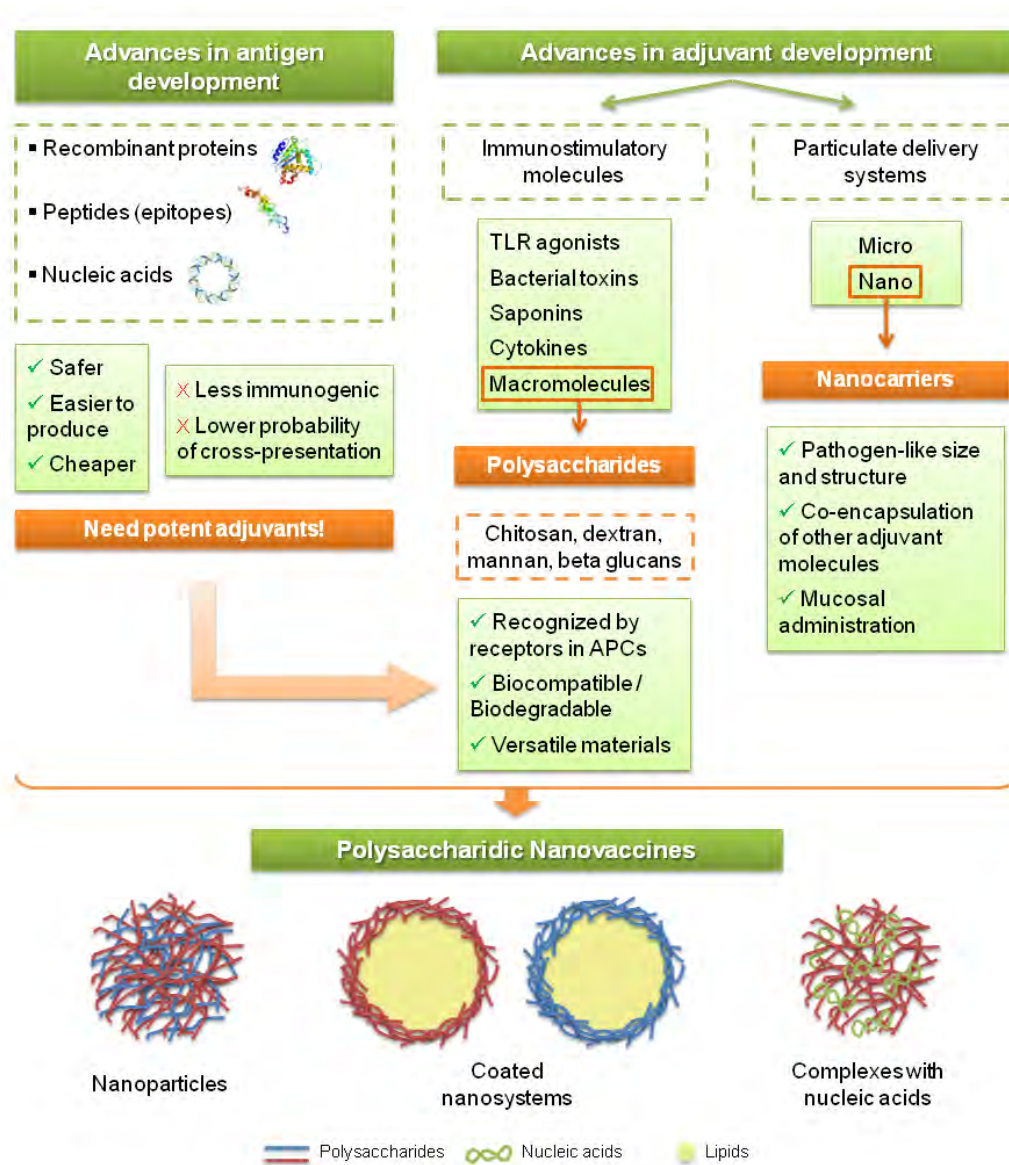 Advances in antigen
development
▪ Recombinant proteins
▪ Peptides (epitopes)
▪ Nucleic acids
✓ Safer
✓ Easier to
produce
✓ Cheaper
X Less immunogenic
X Lower probability
of cross-presentation
Need potent adjuvants!
Advances in adjuvant development
Immunostimulatory
molecules
TLR agonists
Bacterial toxins
Saponins
Cytokines
Macromolecules
Polysaccharides
Chitosan, dextran,
mannan, beta glucans
✓ Recognized by
receptors in APCs
✓ Biocompatible /
Biodegradable
✓ Versatile materials
Particulate delivery
systems
Micro
Nano
Nanocarriers
✓ Pathogen-like size
and structure
✓ Co-encapsulation
of other adjuvant
molecules
✓ Mucosal
administration
Polysaccharidic Nanovaccines
Nanoparticles
Coated
nanosystems
Complexes with
nucleic acids
Polysaccharides
Nucleic acids
Lipids